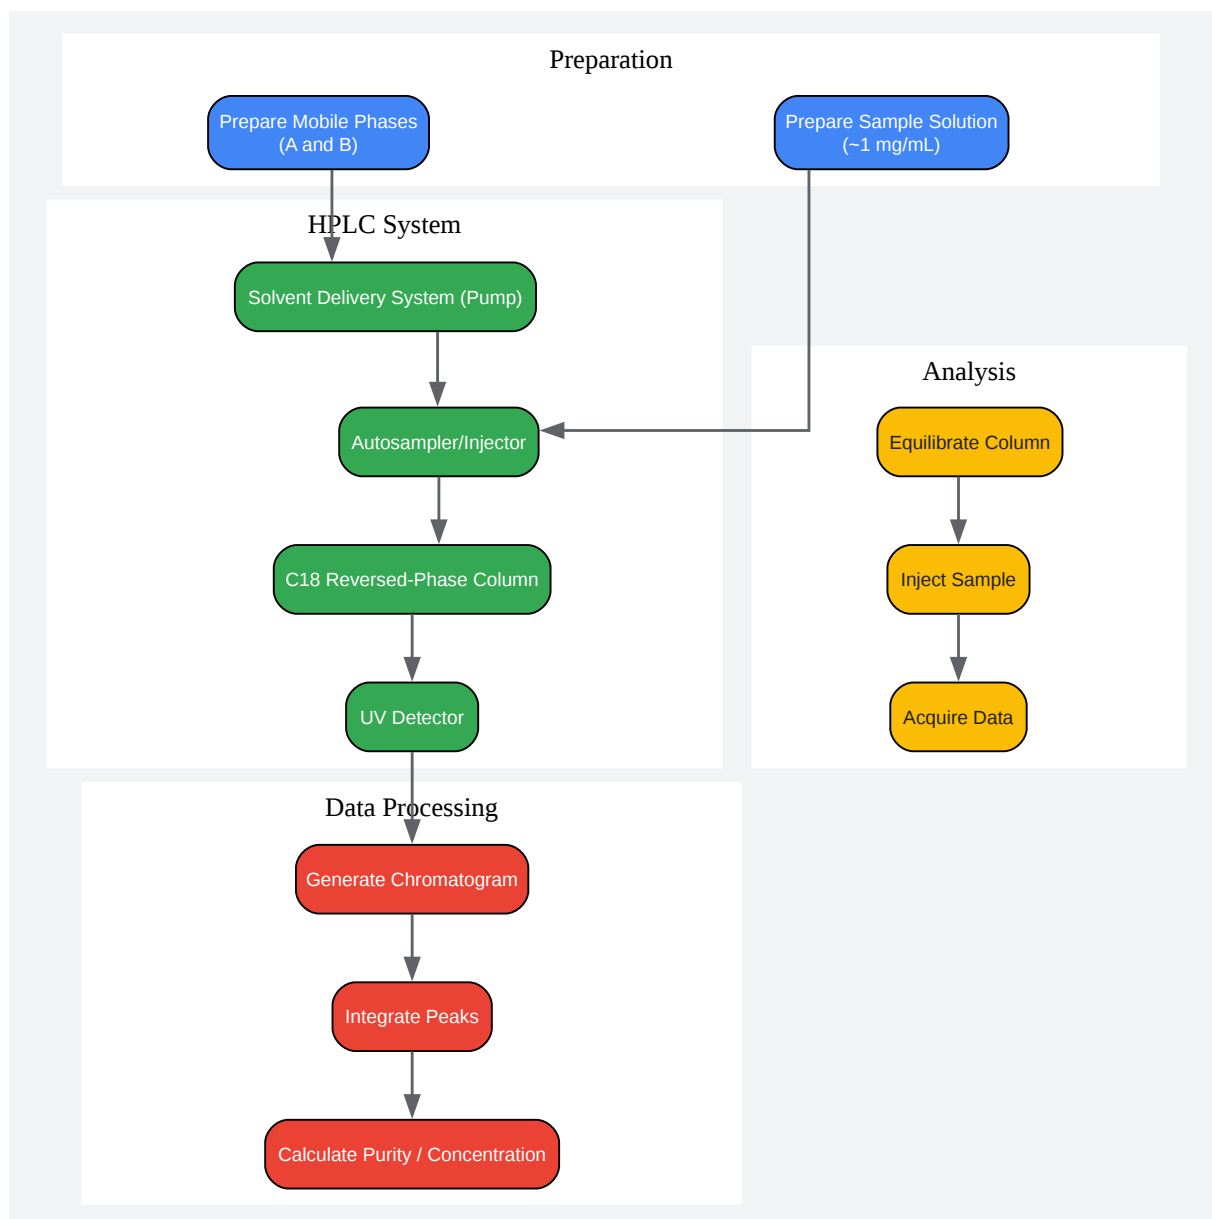 Preparation
Prepare Mobile Phases
(A and B)
Prepare Sample Solution
(~1 mg/mL)
HPLC System
Solvent Delivery System (Pump)
Autosampler/Injector
C18 Reversed-Phase Column
UV Detector
Analysis
Equilibrate Column
Inject Sample
Acquire Data
Data Processing
Generate Chromatogram
Integrate Peaks
Calculate Purity / Concentration